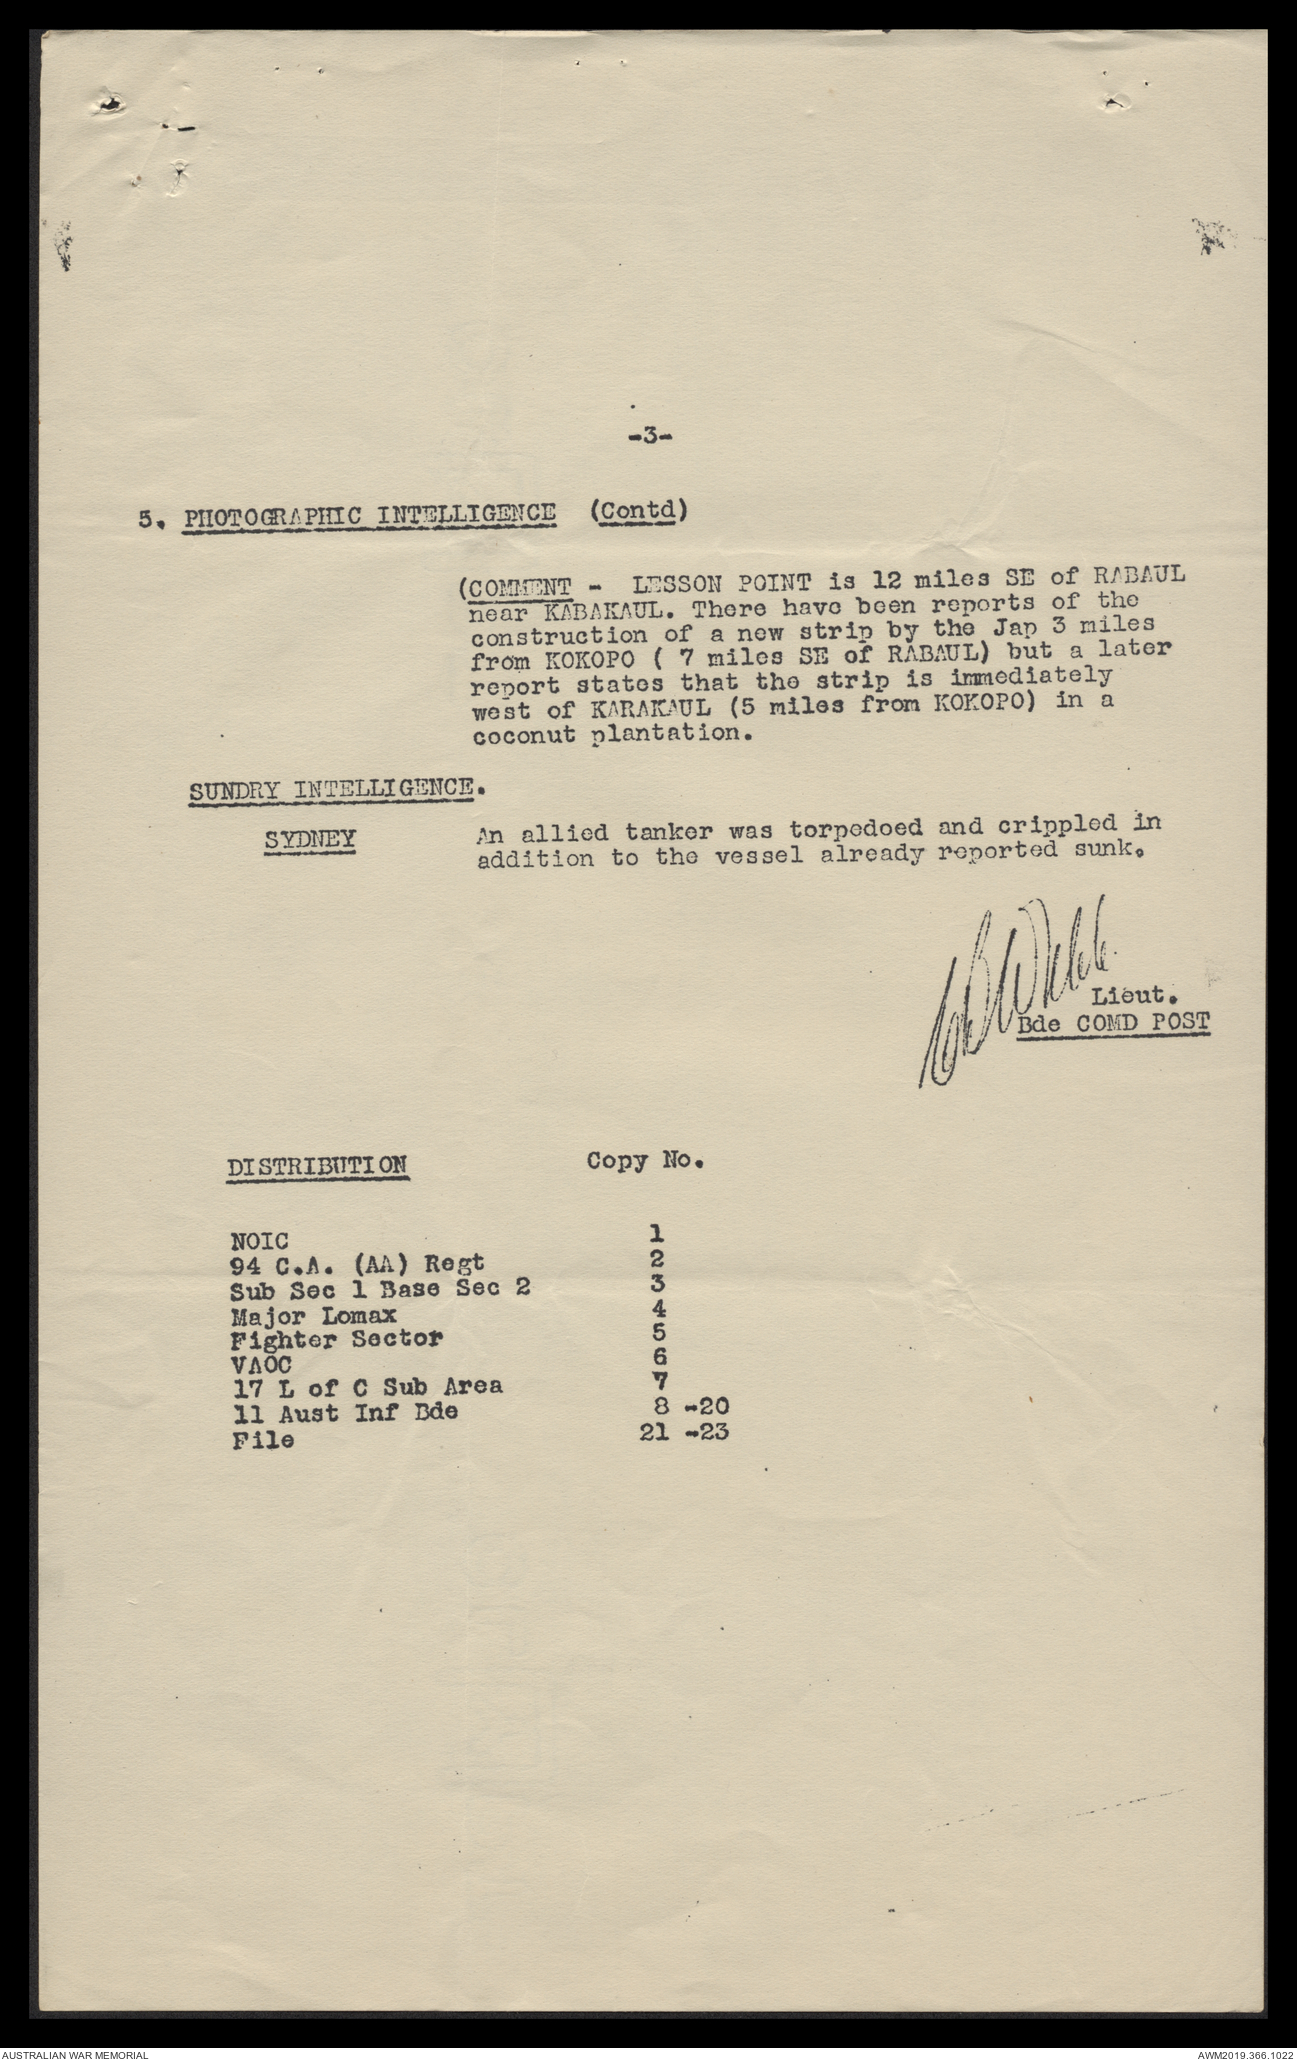 -3-
5. PHOTOGRAPHIC INTELLIGENCE (Contd)
(COMMENT - LESSON POINT is 12 miles SE of RABAUL
near KABAKAUL. There have been reports of the
construction of a new strip by the Jap 3 miles
from KOKOPO ( 7 miles SE of RABAUL) but a later
report states that the strip is immediately
west of KARAKAUL (5 miles from KOKOPO) in a
coconut plantation.
SUNDRY INTELLIGENCE.
SYDNEY An allied tanker was torpedoed and crippled in
addition to the vessel already reported sunk.
Lieut.
Bde COMD POST
DISTRIBUTION Copy No.
NOIC 1
94 C.A. (AA) Regt 2
Sub Sec 1 Base Sec 2 3
Major Lomax 4
Fighter Sector 5
VAOC 6
17 L of C Sub Area 7
11 Aust Inf Bde 8 -20
File 21 -23
AUSTRALIAN WAR MEMORIAL AWM2019.366.1022